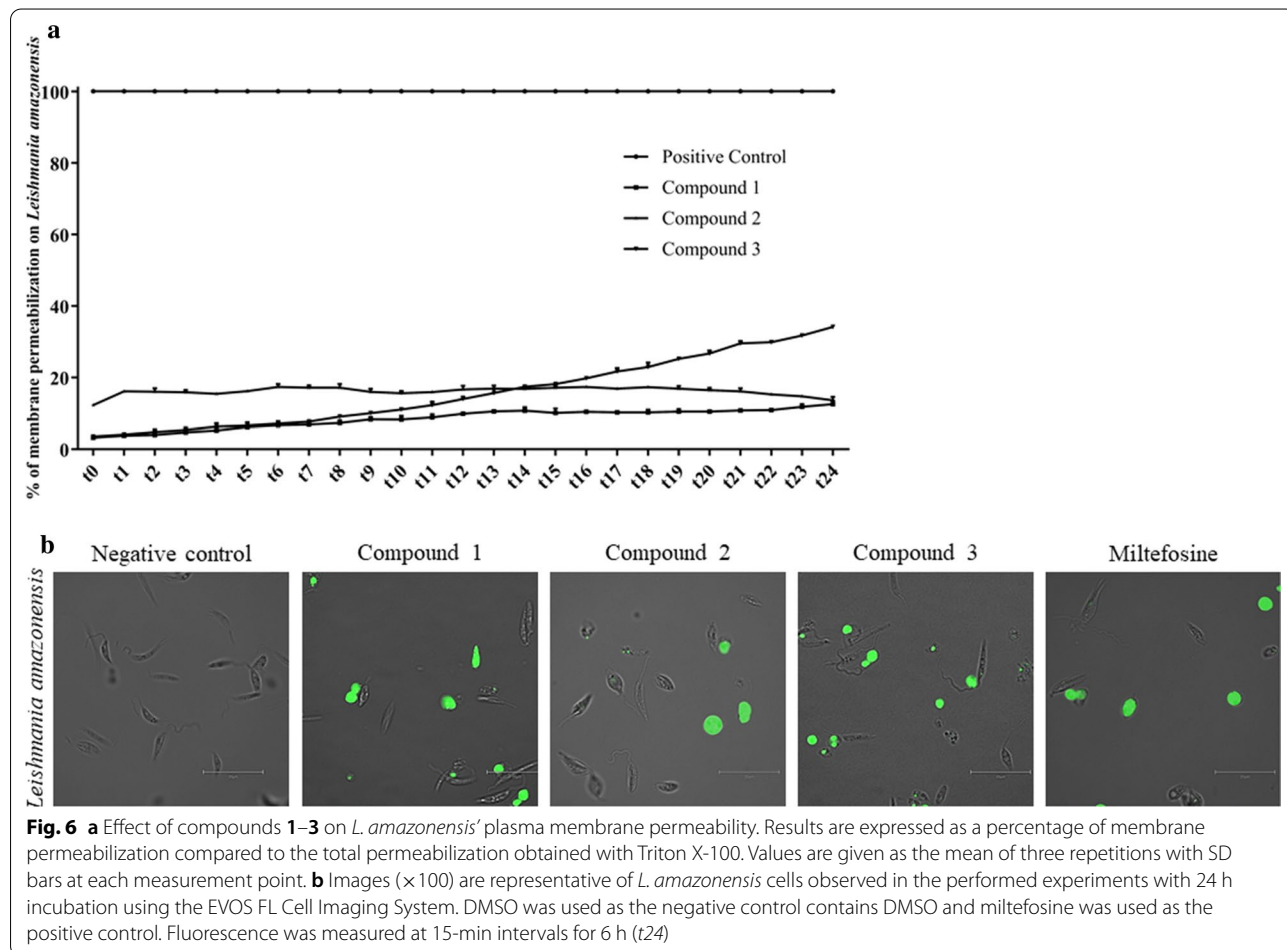 a
% of membrane permeabilization on Leishmania amazonensis
100
80
60
40
20
0
Positive Control
Compound 1
Compound 2
Compound 3
t0 t1 t2 t3 t4 t5 t6 t7 t8 t9 t10 t11 t12 t13 t14 t15 t16 t17 t18 t19 t20 t21 t22 t23 t24
b
Negative control Compound 1 Compound 2 Compound 3 Miltefosine
Leishmania amazonensis
Fig. 6 a Effect of compounds 1–3 on L. amazonensis’ plasma membrane permeability. Results are expressed as a percentage of membrane
permeabilization compared to the total permeabilization obtained with Triton X-100. Values are given as the mean of three repetitions with SD
bars at each measurement point. b Images (×100) are representative of L. amazonensis cells observed in the performed experiments with 24 h
incubation using the EVOS FL Cell Imaging System. DMSO was used as the negative control contains DMSO and miltefosine was used as the
positive control. Fluorescence was measured at 15-min intervals for 6 h (t24)